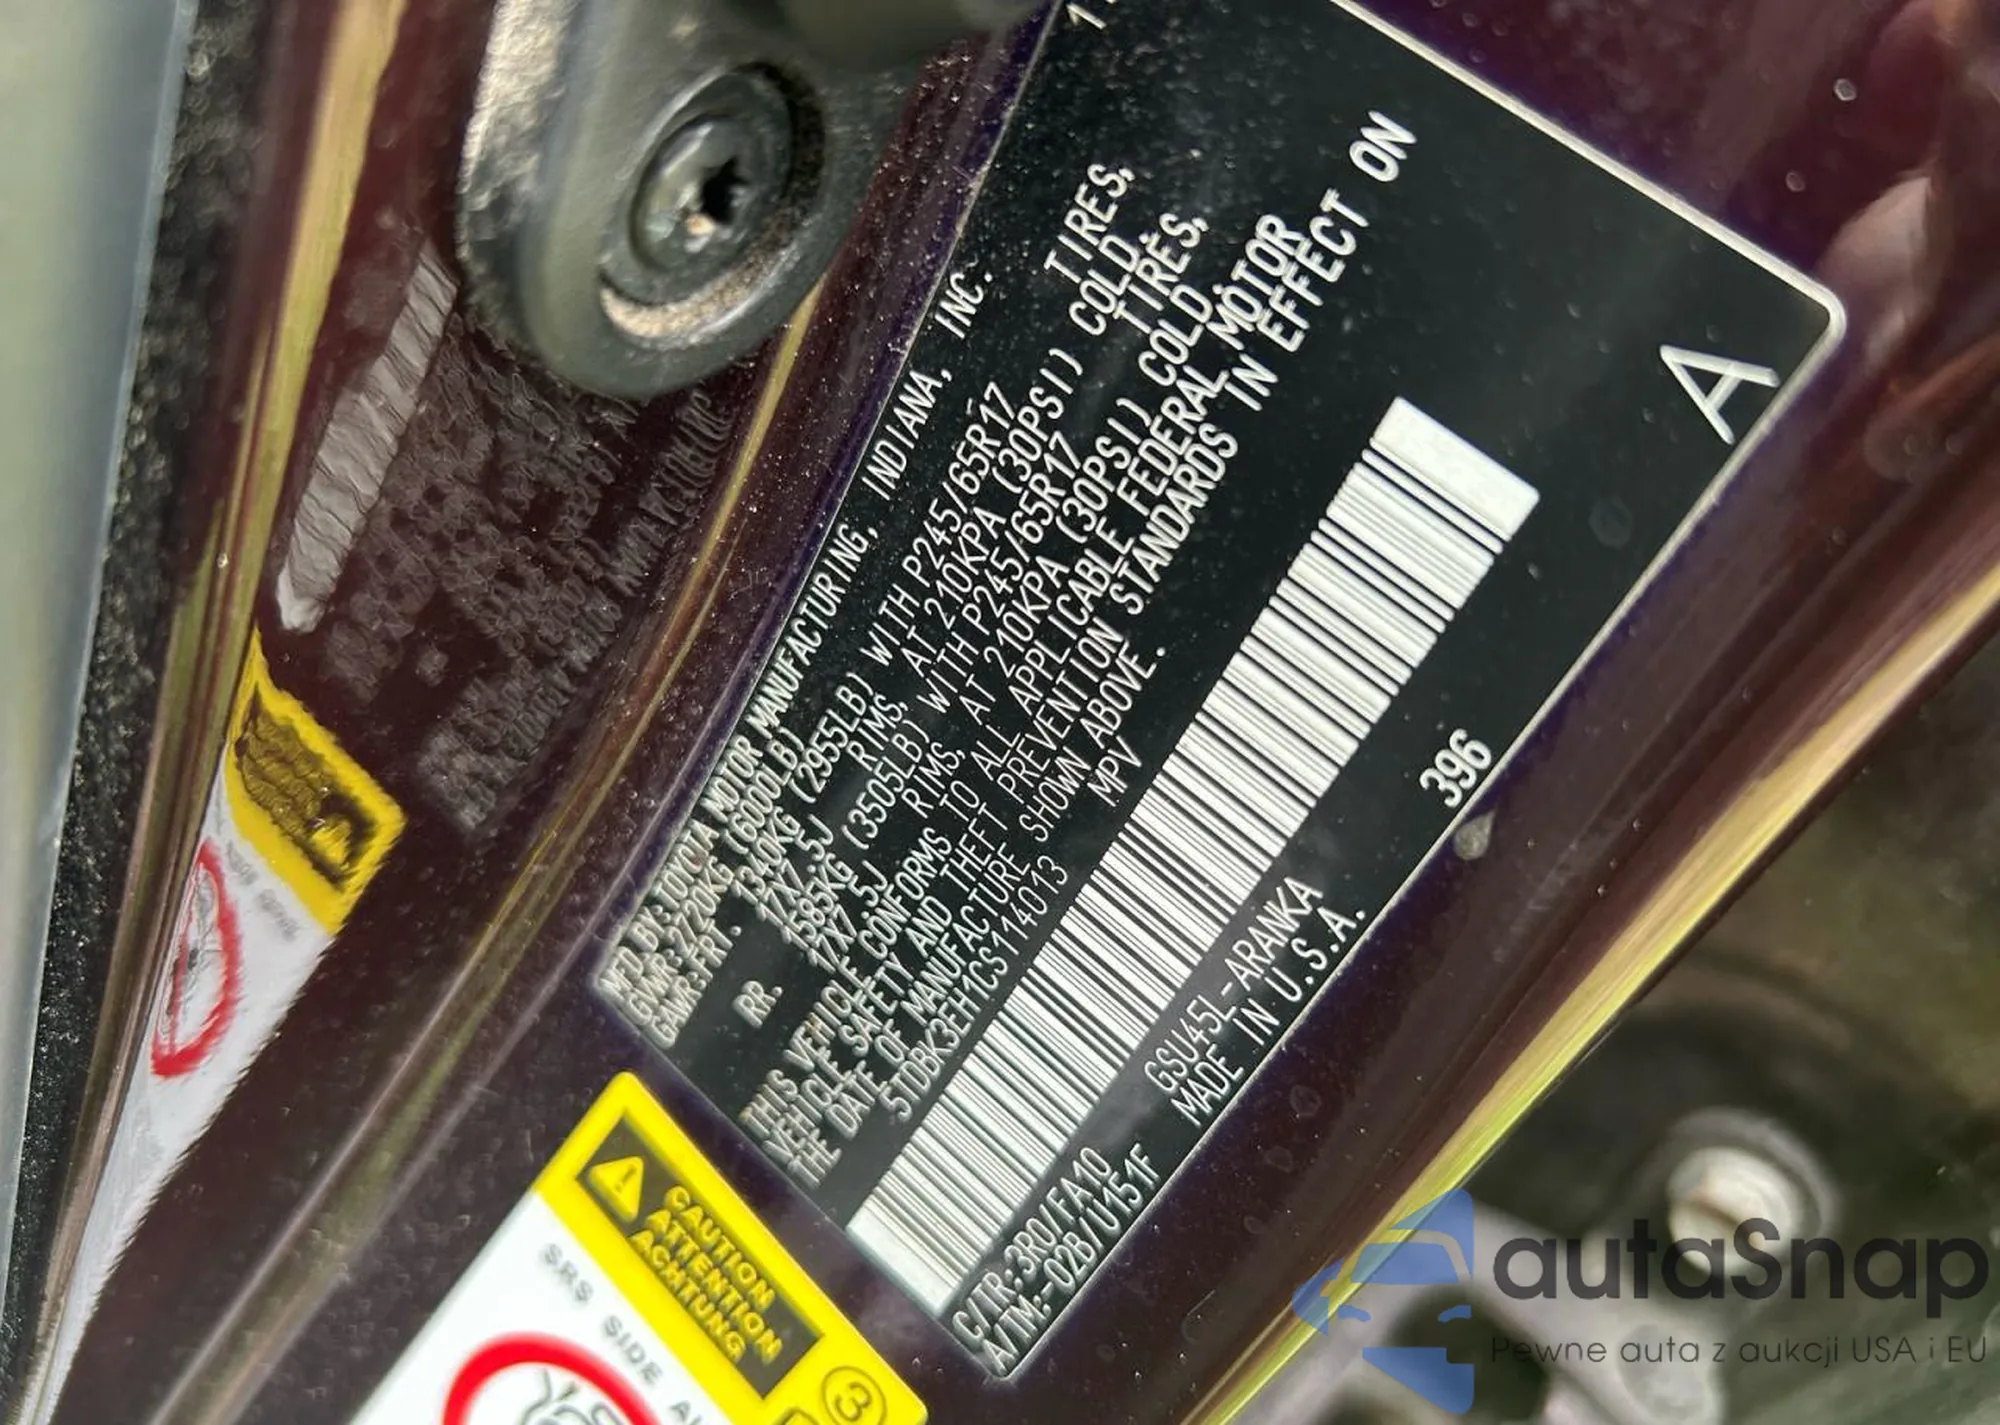 MFD.BY:TOYOTA MOTOR MANUFACTURING, INDIANA, INC.
GVMR:2720KG (6000LB)
GAMR:FRT. 1340KG (2955LB) WITH P245/65R17 TIRES,
17X7.5J RIMS, AT 210KPA (30PSI) COLD
RR. 1585KG (3505LB) WITH P245/65R17 TIRES,
17X7.5J RIMS, AT 210KPA (30PSI) COLD
THIS VEHICLE CONFORMS TO ALL APPLICABLE FEDERAL MOTOR
VEHICLE SAFETY AND THEFT PREVENTION STANDARDS IN EFFECT ON
THE DATE OF MANUFACTURE SHOWN ABOVE.
5TDBK3EH1CS114013 MPV
396
A
C/TR:3R0/FA10 GSU45L-ARANKA
A/TM:-02B/U151F MADE IN U.S.A.
CAUTION
ATTENTION
ACHTUNG
SRS SIDE
3
autaSnap
Pewne auta z aukcji USA i EU